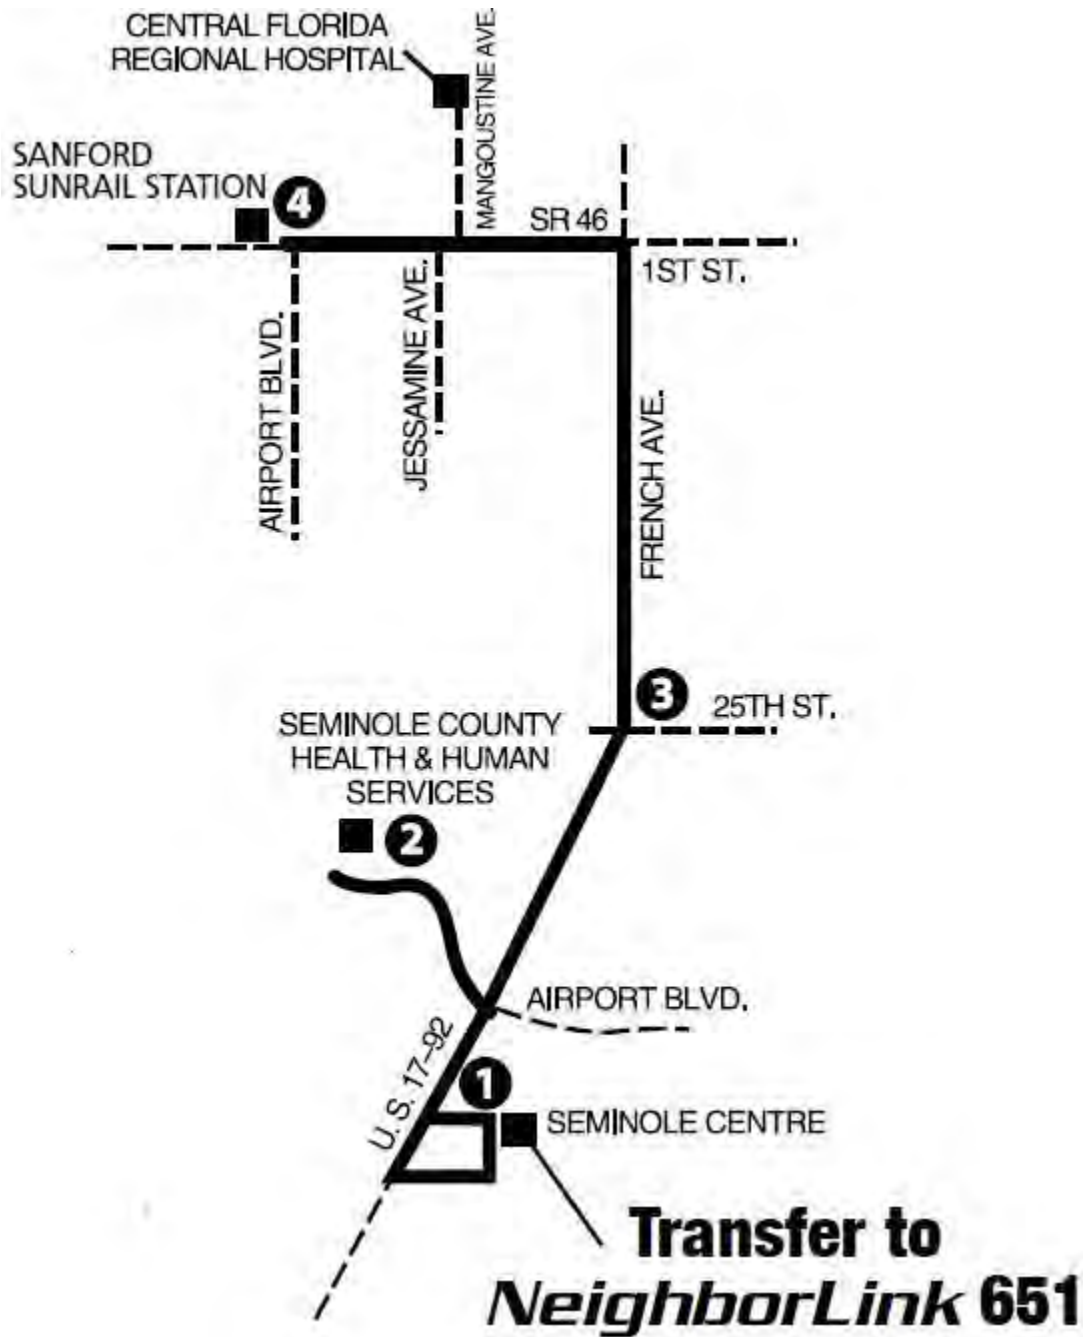 CENTRAL FLORIDA
REGIONAL HOSPITAL
MANGOUSTINE AVE.
SANFORD
SUNRAIL STATION
4
SR 46
1ST ST.
AIRPORT BLVD.
JESSAMINE AVE.
FRENCH AVE.
3
25TH ST.
SEMINOLE COUNTY
HEALTH & HUMAN
SERVICES
2
AIRPORT BLVD.
U. S. 17-92
1
SEMINOLE CENTRE
Transfer to
NeighborLink 651